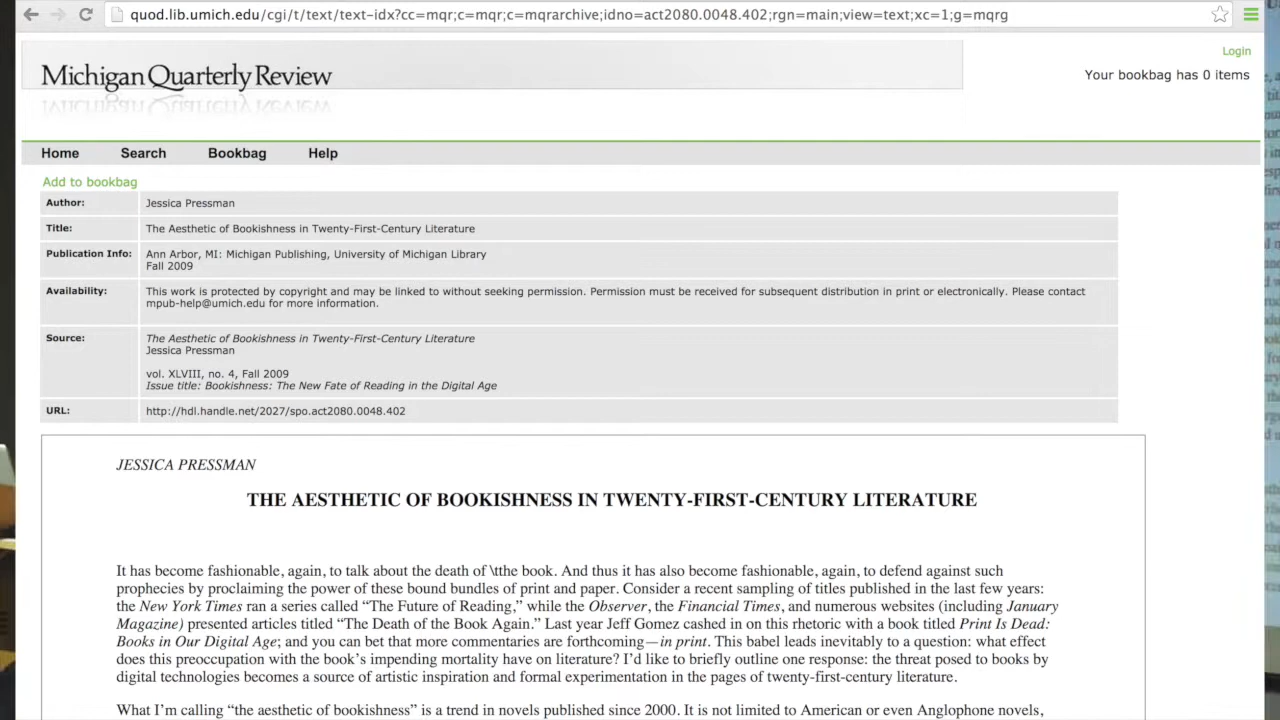 quod.lib.umich.edu/cgi/t/text/text-idx?cc=mqr;c=mqr;c=mqrarchive;idno=act2080.0048.402;rgn=main;view=text;xc=1;g=mqrg
Login
Michigan Quarterly Review
Your bookbag has 0 items
Home Search Bookbag Help
Add to bookbag
Author: Jessica Pressman
Title: The Aesthetic of Bookishness in Twenty-First-Century Literature
Publication Info: Ann Arbor, MI: Michigan Publishing, University of Michigan Library
Fall 2009
Availability: This work is protected by copyright and may be linked to without seeking permission. Permission must be received for subsequent distribution in print or electronically. Please contact
mpub-help@umich.edu for more information.
Source: The Aesthetic of Bookishness in Twenty-First-Century Literature
Jessica Pressman
vol. XLVIII, no. 4, Fall 2009
Issue title: Bookishness: The New Fate of Reading in the Digital Age
URL: http://hdl.handle.net/2027/spo.act2080.0048.402
JESSICA PRESSMAN
THE AESTHETIC OF BOOKISHNESS IN TWENTY-FIRST-CENTURY LITERATURE
It has become fashionable, again, to talk about the death of \tthe book. And thus it has also become fashionable, again, to defend against such
prophecies by proclaiming the power of these bound bundles of print and paper. Consider a recent sampling of titles published in the last few years:
the New York Times ran a series called “The Future of Reading,” while the Observer, the Financial Times, and numerous websites (including January
Magazine) presented articles titled “The Death of the Book Again.” Last year Jeff Gomez cashed in on this rhetoric with a book titled Print Is Dead:
Books in Our Digital Age; and you can bet that more commentaries are forthcoming—in print. This babel leads inevitably to a question: what effect
does this preoccupation with the book’s impending mortality have on literature? I’d like to briefly outline one response: the threat posed to books by
digital technologies becomes a source of artistic inspiration and formal experimentation in the pages of twenty-first-century literature.
What I’m calling “the aesthetic of bookishness” is a trend in novels published since 2000. It is not limited to American or even Anglophone novels,